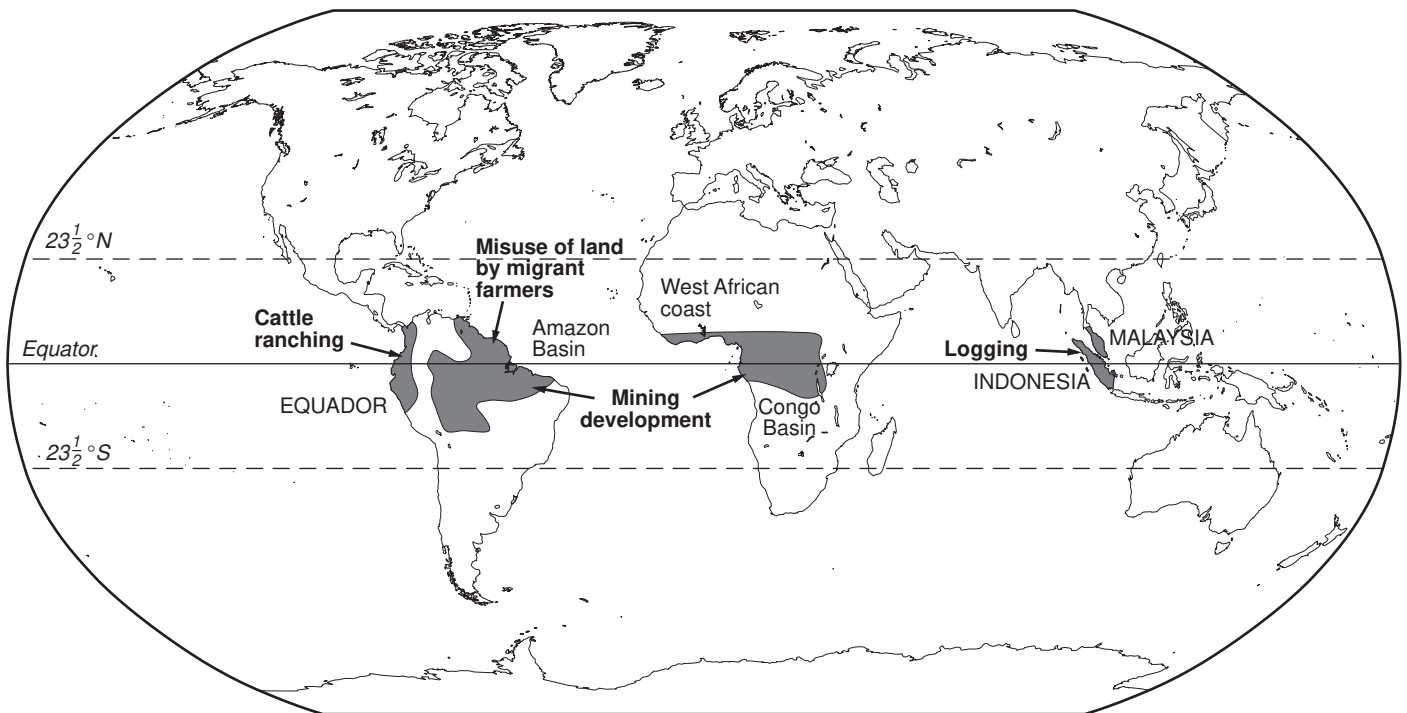 23½°N
Misuse of land
by migrant
farmers
West African
coast
Cattle
ranching
Amazon
Basin
Equator.
Logging
MALAYSIA
INDONESIA
EQUADOR
Mining
development
Congo
Basin
23½°S